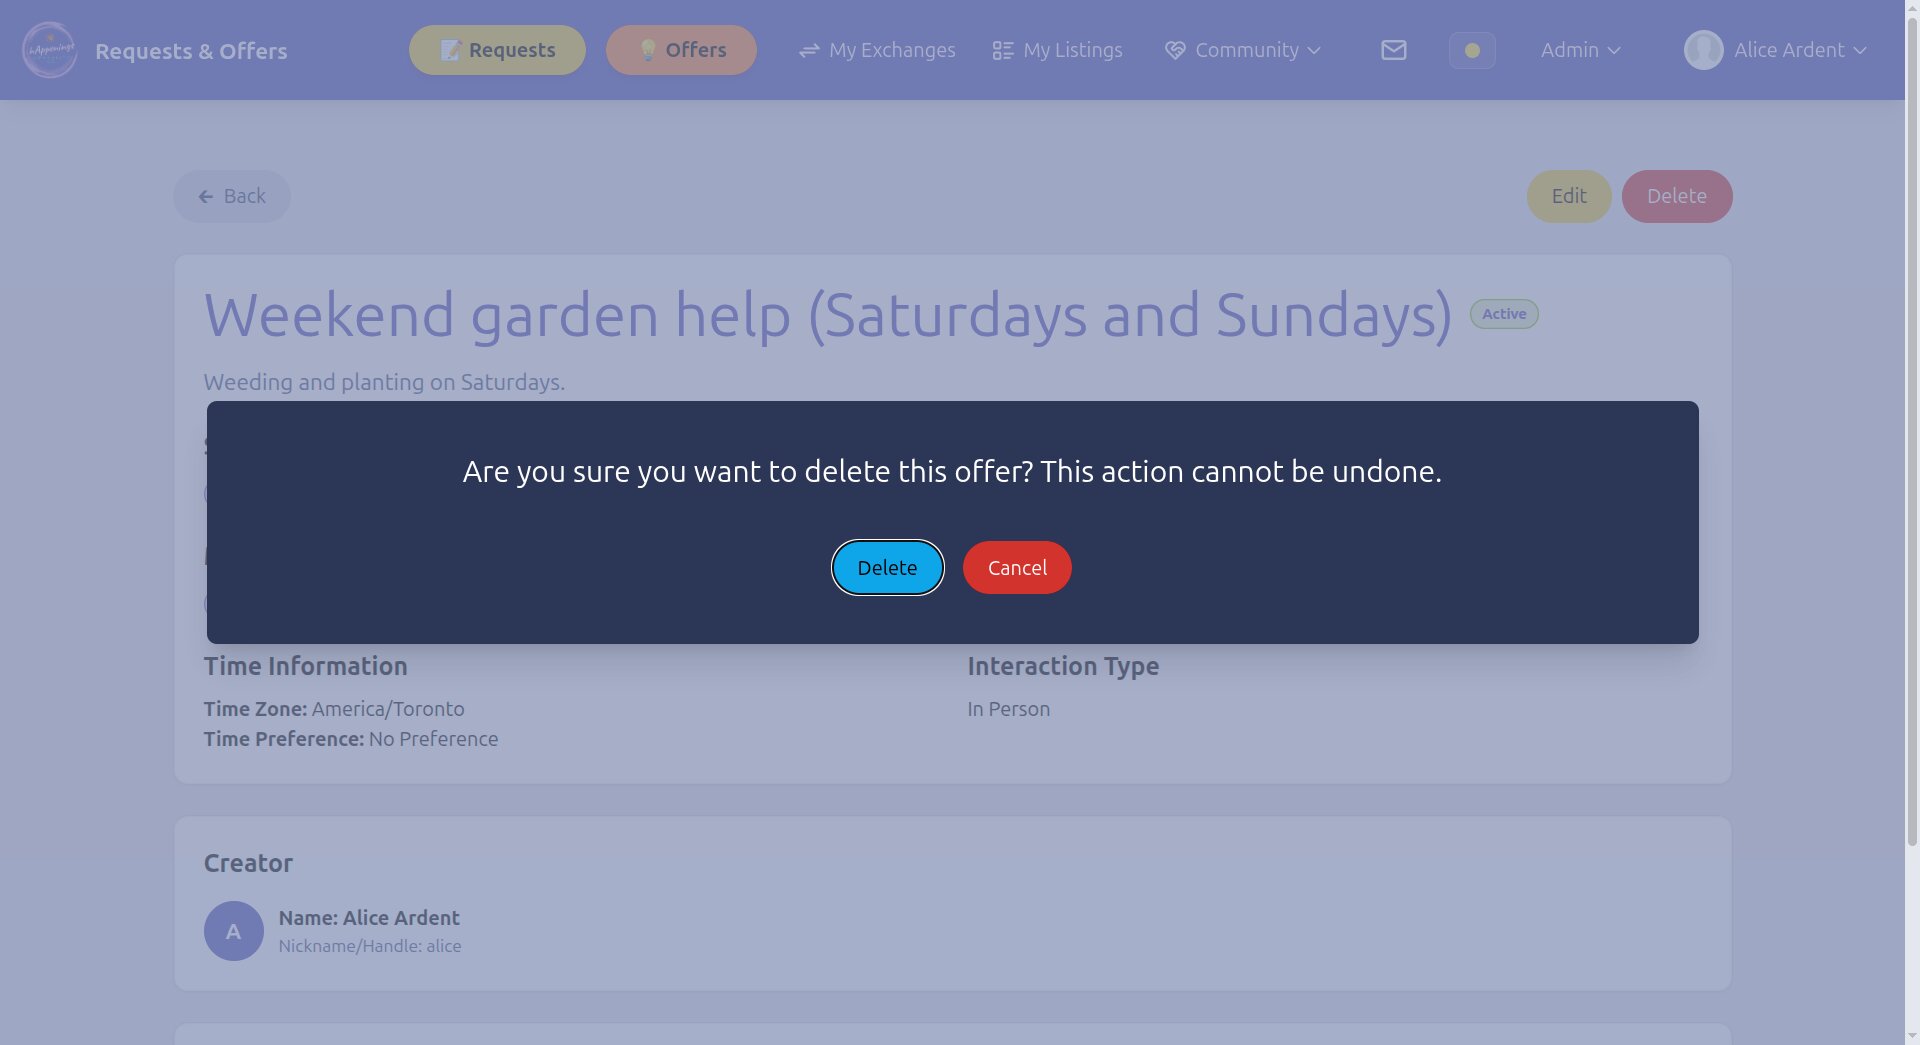 hAppenings
Requests & Offers
📝 Requests
💡 Offers
My Exchanges
My Listings
Community
Admin
Alice Ardent
Back
Edit
Delete
Weekend garden help (Saturdays and Sundays)
Active
Weeding and planting on Saturdays.
Are you sure you want to delete this offer? This action cannot be undone.
Delete
Cancel
Time Information
Time Zone: America/Toronto
Time Preference: No Preference
Interaction Type
In Person
Creator
A
Name: Alice Ardent
Nickname/Handle: alice